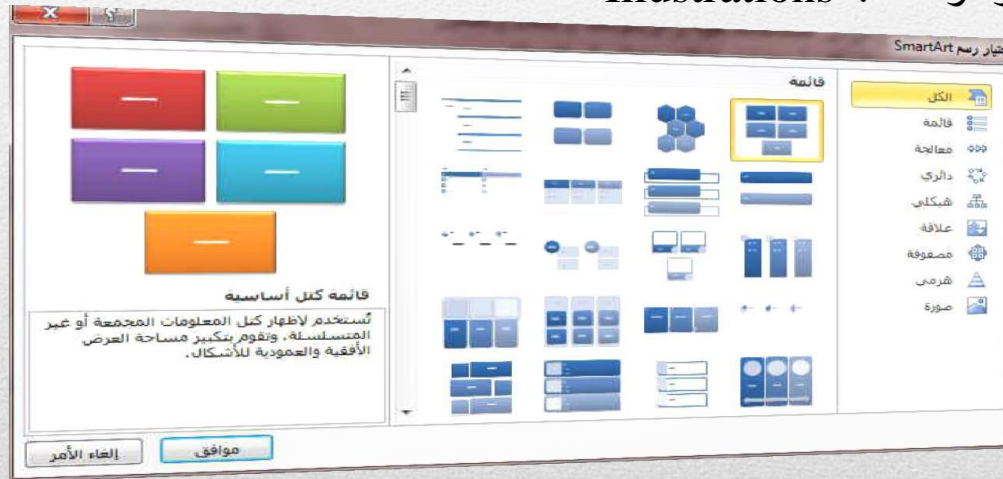 Illustrations
SmartArt رسم
الكل
قائمة
معالجة
دائري
هيكلي
علاقة
مصفوفة
هرمي
صورة
قائمة
قائمة كتل أساسية
تُستخدم لإظهار كتل المعلومات المجمعة أو غير
المتسلسلة. وتقوم بتكبير مساحة العرض
الأفقية والعمودية للأشكال.
موافق
إلغاء الأمر